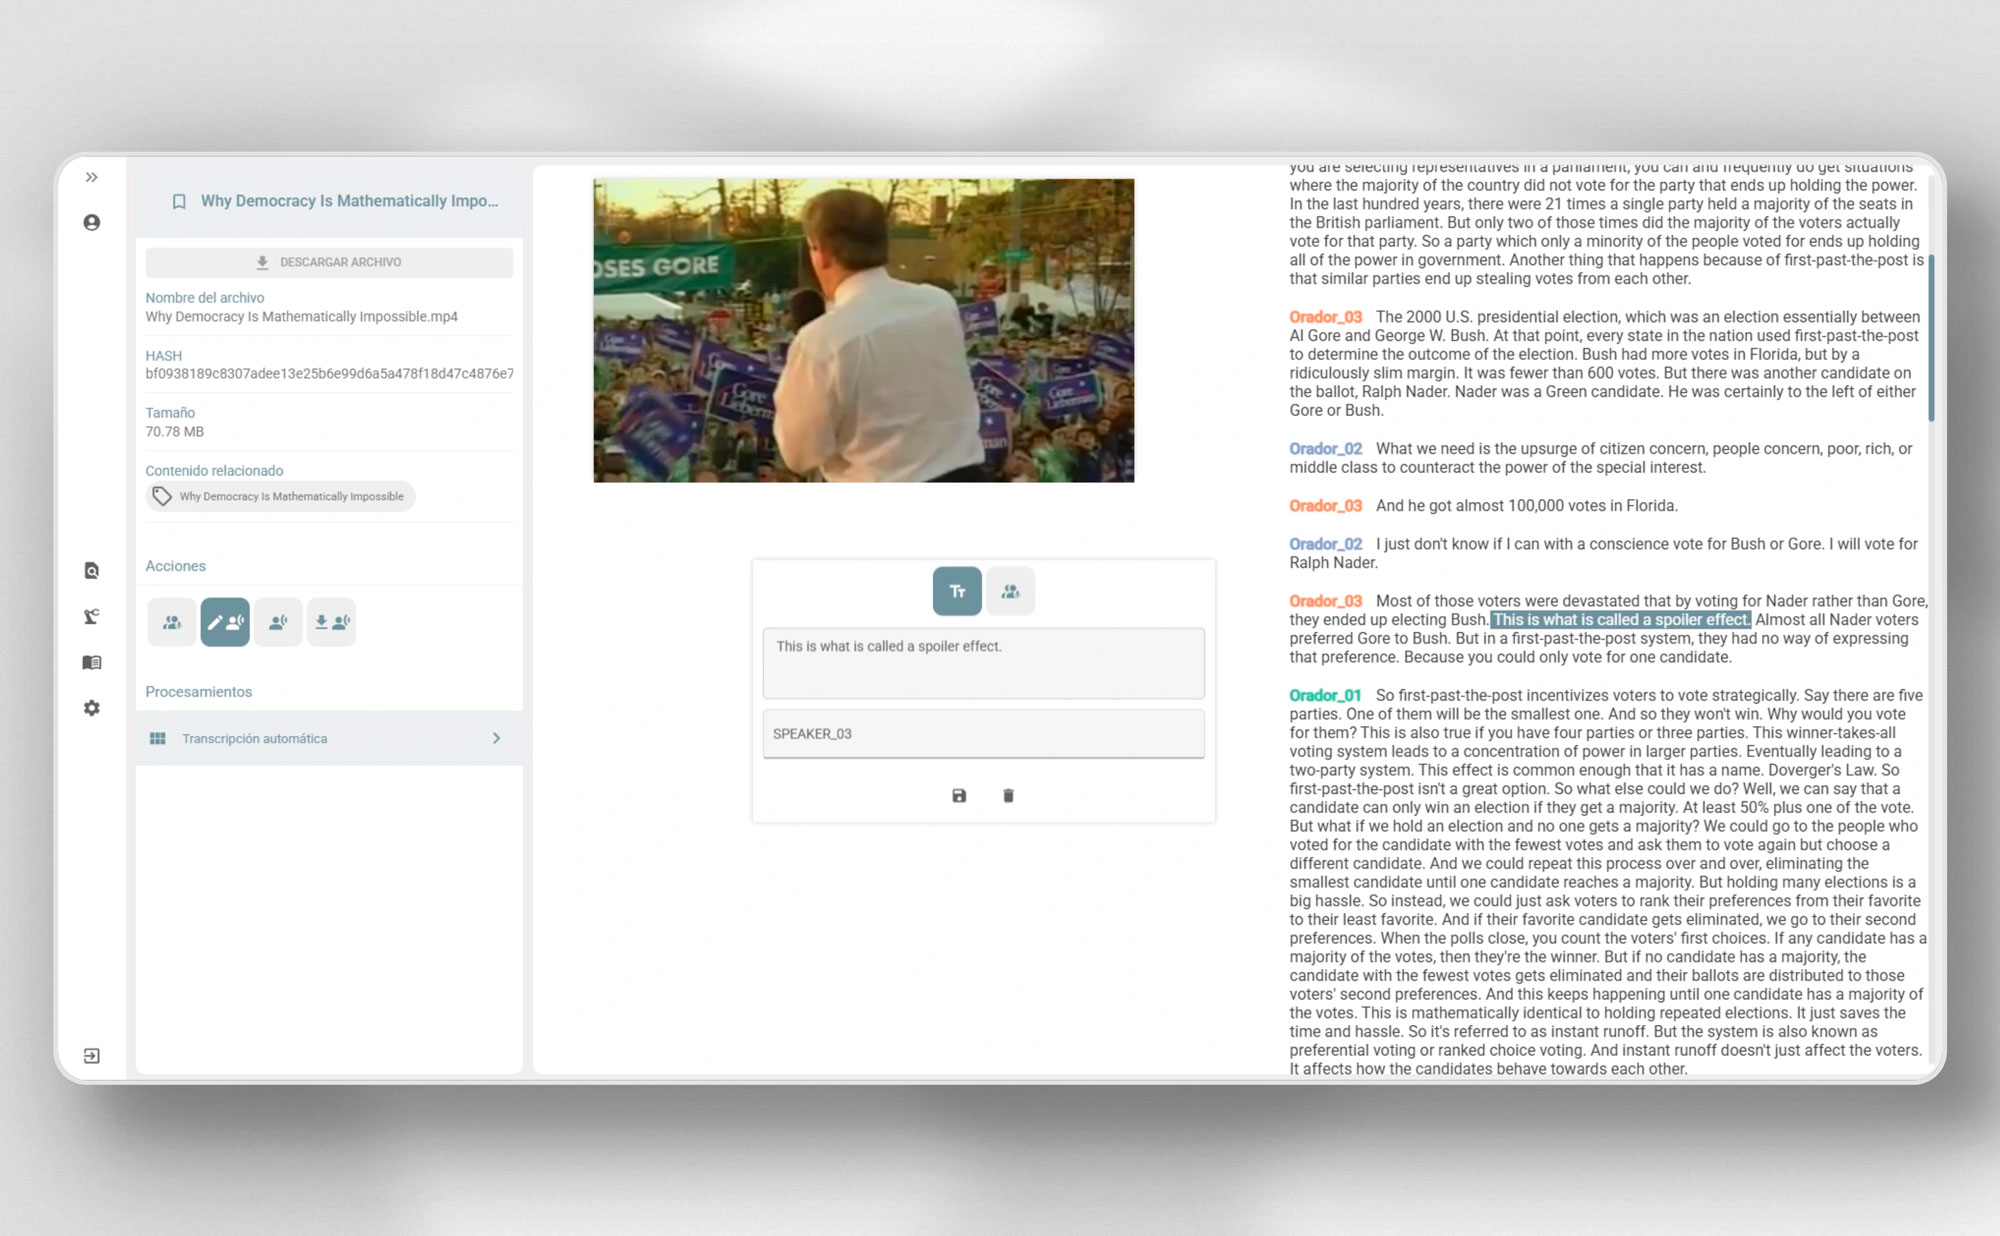 Why Democracy Is Mathematically Impo...
DESCARGAR ARCHIVO
Nombre del archivo
Why Democracy Is Mathematically Impossible.mp4
HASH
bf0938189c8307adee13e25b6e99d6a5a478f18d47c4876e7
Tamaño
70.78 MB
Contenido relacionado
Why Democracy Is Mathematically Impossible
Acciones
Procesamientos
Transcripción automática
OSES GORE
Gore
Lieberman
Gore
Gore
man
Tt
This is what is called a spoiler effect.
SPEAKER_03
you are selecting representatives in a parliament, you can and frequently do get situations
where the majority of the country did not vote for the party that ends up holding the power.
In the last hundred years, there were 21 times a single party held a majority of the seats in
the British parliament. But only two of those times did the majority of the voters actually
vote for that party. So a party which only a minority of the people voted for ends up holding
all of the power in government. Another thing that happens because of first-past-the-post is
that similar parties end up stealing votes from each other.
Orador_03 The 2000 U.S. presidential election, which was an election essentially between
Al Gore and George W. Bush. At that point, every state in the nation used first-past-the-post
to determine the outcome of the election. Bush had more votes in Florida, but by a
ridiculously slim margin. It was fewer than 600 votes. But there was another candidate on
the ballot, Ralph Nader. Nader was a Green candidate. He was certainly to the left of either
Gore or Bush.
Orador_02 What we need is the upsurge of citizen concern, people concern, poor, rich, or
middle class to counteract the power of the special interest.
Orador_03 And he got almost 100,000 votes in Florida.
Orador_02 I just don't know if I can with a conscience vote for Bush or Gore. I will vote for
Ralph Nader.
Orador_03 Most of those voters were devastated that by voting for Nader rather than Gore,
they ended up electing Bush. This is what is called a spoiler effect. Almost all Nader voters
preferred Gore to Bush. But in a first-past-the-post system, they had no way of expressing
that preference. Because you could only vote for one candidate.
Orador_01 So first-past-the-post incentivizes voters to vote strategically. Say there are five
parties. One of them will be the smallest one. And so they won't win. Why would you vote
for them? This is also true if you have four parties or three parties. This winner-takes-all
voting system leads to a concentration of power in larger parties. Eventually leading to a
two-party system. This effect is common enough that it has a name. Doverger's Law. So
first-past-the-post isn't a great option. So what else could we do? Well, we can say that a
candidate can only win an election if they get a majority. At least 50% plus one of the vote.
But what if we hold an election and no one gets a majority? We could go to the people who
voted for the candidate with the fewest votes and ask them to vote again but choose a
different candidate. And we could repeat this process over and over, eliminating the
smallest candidate until one candidate reaches a majority. But holding many elections is a
big hassle. So instead, we could just ask voters to rank their preferences from their favorite
to their least favorite. And if their favorite candidate gets eliminated, we go to their second
preferences. When the polls close, you count the voters' first choices. If any candidate has a
majority of the votes, then they're the winner. But if no candidate has a majority, the
candidate with the fewest votes gets eliminated and their ballots are distributed to those
voters' second preferences. And this keeps happening until one candidate has a majority of
the votes. This is mathematically identical to holding repeated elections. It just saves the
time and hassle. So it's referred to as instant runoff. But the system is also known as
preferential voting or ranked choice voting. And instant runoff doesn't just affect the voters.
It affects how the candidates behave towards each other.